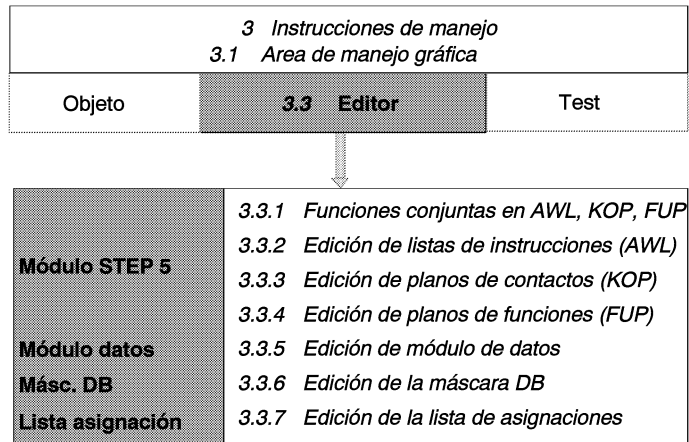 3 Instrucciones de manejo
3.1 Area de manejo gráfica
Objeto 3.3 Editor Test
3.3.1 Funciones conjuntas en AWL, KOP, FUP
3.3.2 Edición de listas de instrucciones (AWL)
Módulo STEP 5
3.3.3 Edición de planos de contactos (KOP)
3.3.4 Edición de planos de funciones (FUP)
Módulo datos 3.3.5 Edición de módulo de datos
Másc. DB 3.3.6 Edición de la máscara DB
Lista asignación 3.3.7 Edición de la lista de asignaciones